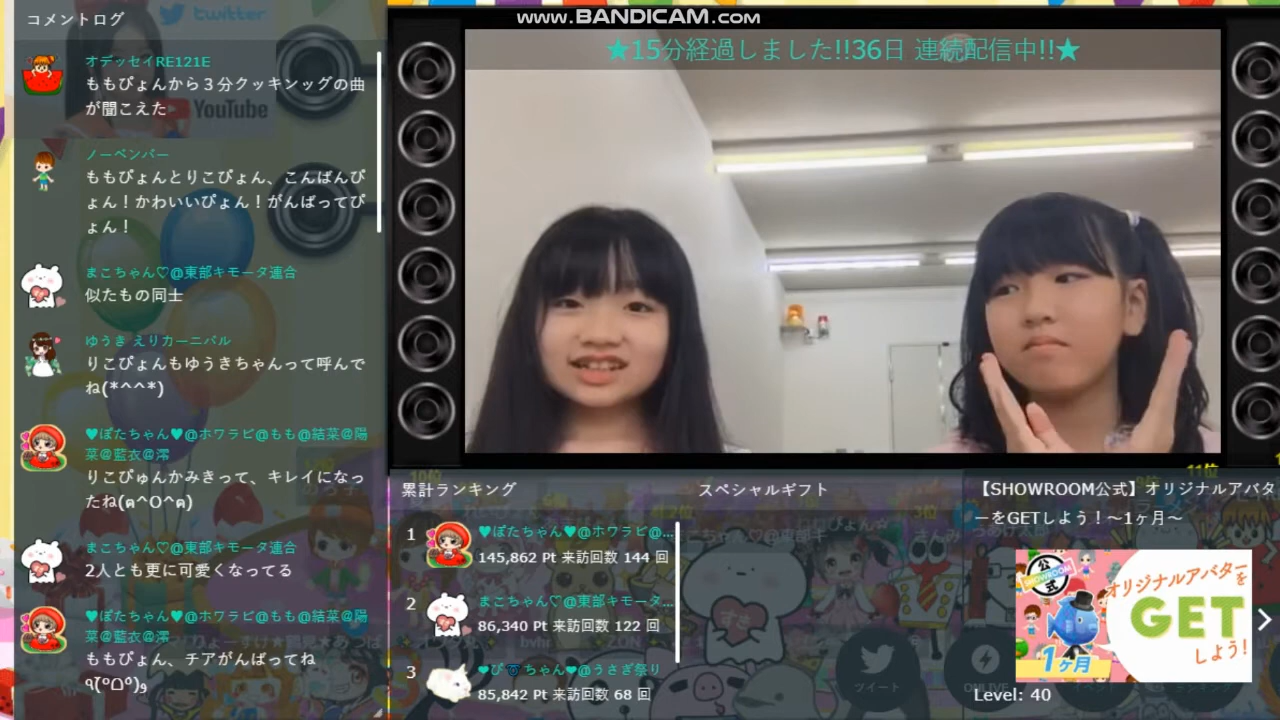 www.BANDICAM.com
コメントログ
twitter
YouTube
オデッセイRE121E
ももぴょんから３分クッキンッグの曲
が聞こえた
ノーベンバー
ももぴょんとりこぴょん、こんばんぴ
ょん！かわいいぴょん！がんばってぴ
ょん！
まこちゃん♡@東部キモータ連合
似たもの同士
ゆうき えりカーニバル
りこぴょんもゆうきちゃんって呼んで
ね(*^^*)
♥ぽたちゃん♥@ホワラビ@もも@結菜@陽
菜@藍衣@澪
りこぴゅんかみきって、キレイになっ
たね(ฅ^O^ฅ)
まこちゃん♡@東部キモータ連合
2人とも更に可愛くなってる
♥ぽたちゃん♥@ホワラビ@もも@結菜@陽
菜@藍衣@澪
ももぴょん、チアがんばってね
★15分経過しました!!36日 連続配信中!!★
累計ランキング
1
♥ぽたちゃん♥@ホワラビ@...
145,862 Pt 来訪回数 144 回
2
まこちゃん♡@東部キモータ...
86,340 Pt 来訪回数 122 回
3
85,842 Pt 来訪回数 68 回
スペシャルギフト
すき
ツイート
ONLIVE
11位
【SHOWROOM公式】オリジナルアバタ
ーをGETしよう！～1ヶ月～
SHOWROOM
公式
オリジナルアバターを
GET
しよう!
1ヶ月
Level: 40